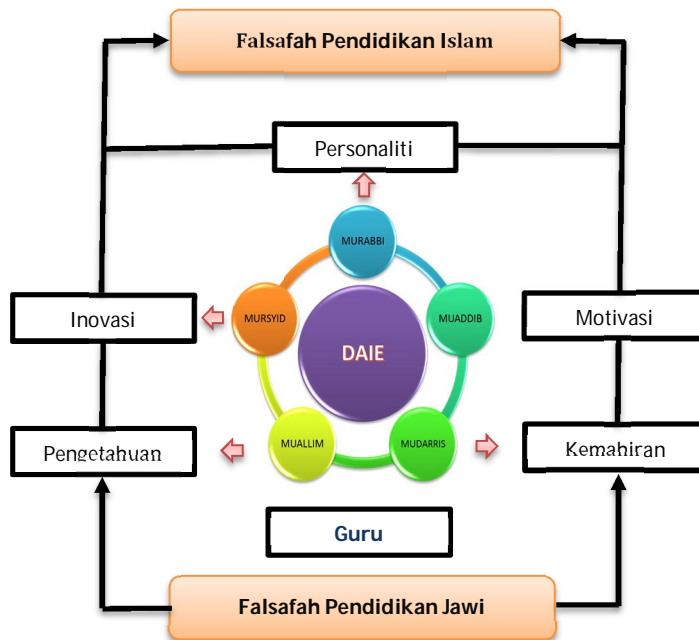 Falsafah Pendidikan Islam
Personaliti
MURABBI
Inovasi
MURSYID
MUADDIB
Motivasi
DAIE
Pengetahuan
MUALLIM
MUDARRIS
Kemahiran
Guru
Falsafah Pendidikan Jawi